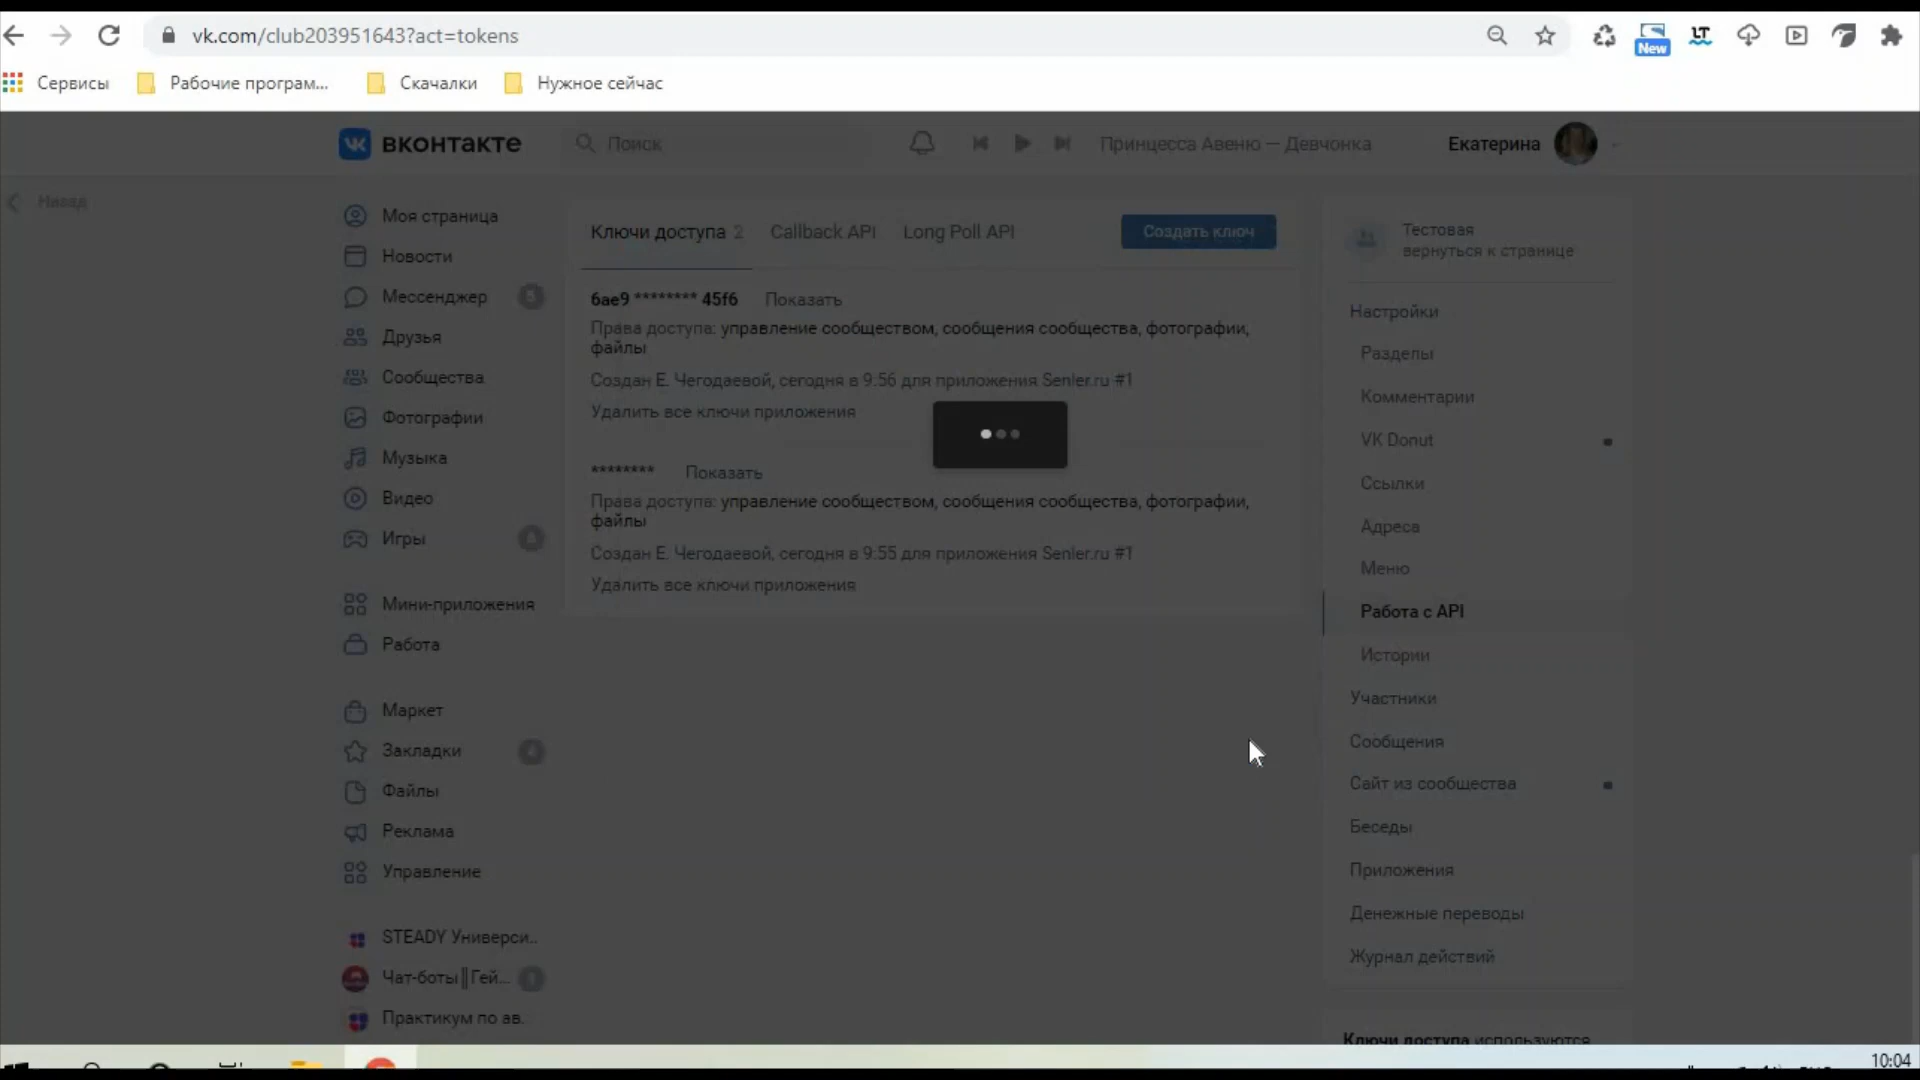 vk.com/club203951643?act=tokens
New
LT
Сервисы
Рабочие програм...
Скачалки
Нужное сейчас
вконтакте
Поиск
Принцесса Авеню — Девчонка
Екатерина
Назад
Моя страница
Новости
Мессенджер
Друзья
Сообщества
Фотографии
Музыка
Видео
Игры
Мини-приложения
Работа
Маркет
Закладки
Файлы
Реклама
Управление
STEADY Универси..
Чат-боты║Гей...
Практикум по ав.
Ключи доступа 2
Callback API
Long Poll API
Создать ключ
6ae9 ******** 45f6 Показать
Права доступа: управление сообществом, сообщения сообщества, фотографии,
файлы
Создан Е. Чегодаевой, сегодня в 9:56 для приложения Senler.ru #1
Удалить все ключи приложения
******** Показать
Права доступа: управление сообществом, сообщения сообщества, фотографии,
файлы
Создан Е. Чегодаевой, сегодня в 9:55 для приложения Senler.ru #1
Удалить все ключи приложения
Тестовая
вернуться к странице
Настройки
Разделы
Комментарии
VK Donut
Ссылки
Адреса
Меню
Работа с API
Истории
Участники
Сообщения
Сайт из сообщества
Беседы
Приложения
Денежные переводы
Журнал действий
Ключи доступа используются
10:04